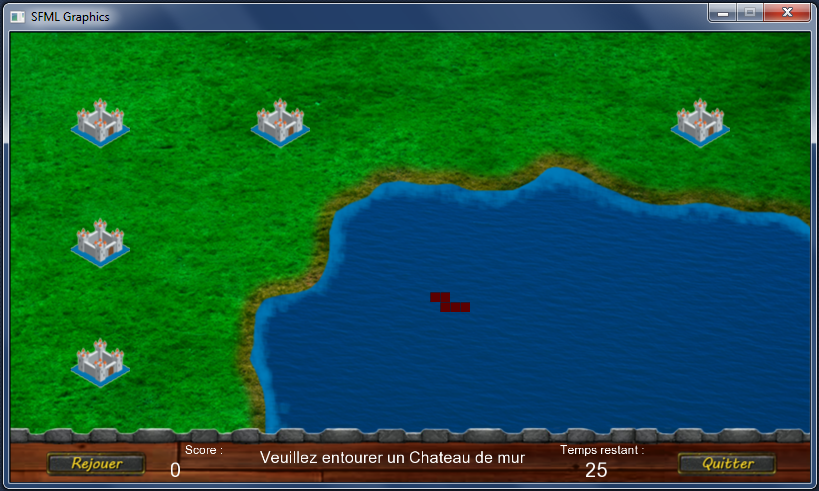 SFML Graphics
Rejouer
Score :
0
Veuillez entourer un Chateau de mur
Temps restant :
25
Quitter